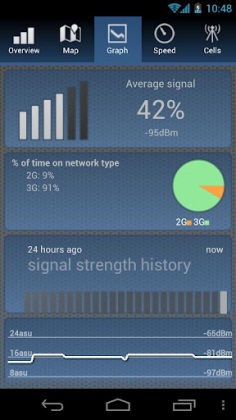 10:48
Overview Map Graph Speed Cells
Average signal
42%
-95dBm
% of time on network type
2G: 9%
3G: 91%
2G 3G
24 hours ago now
signal strength history
24asu -65dBm
16asu -81dBm
8asu -97dBm